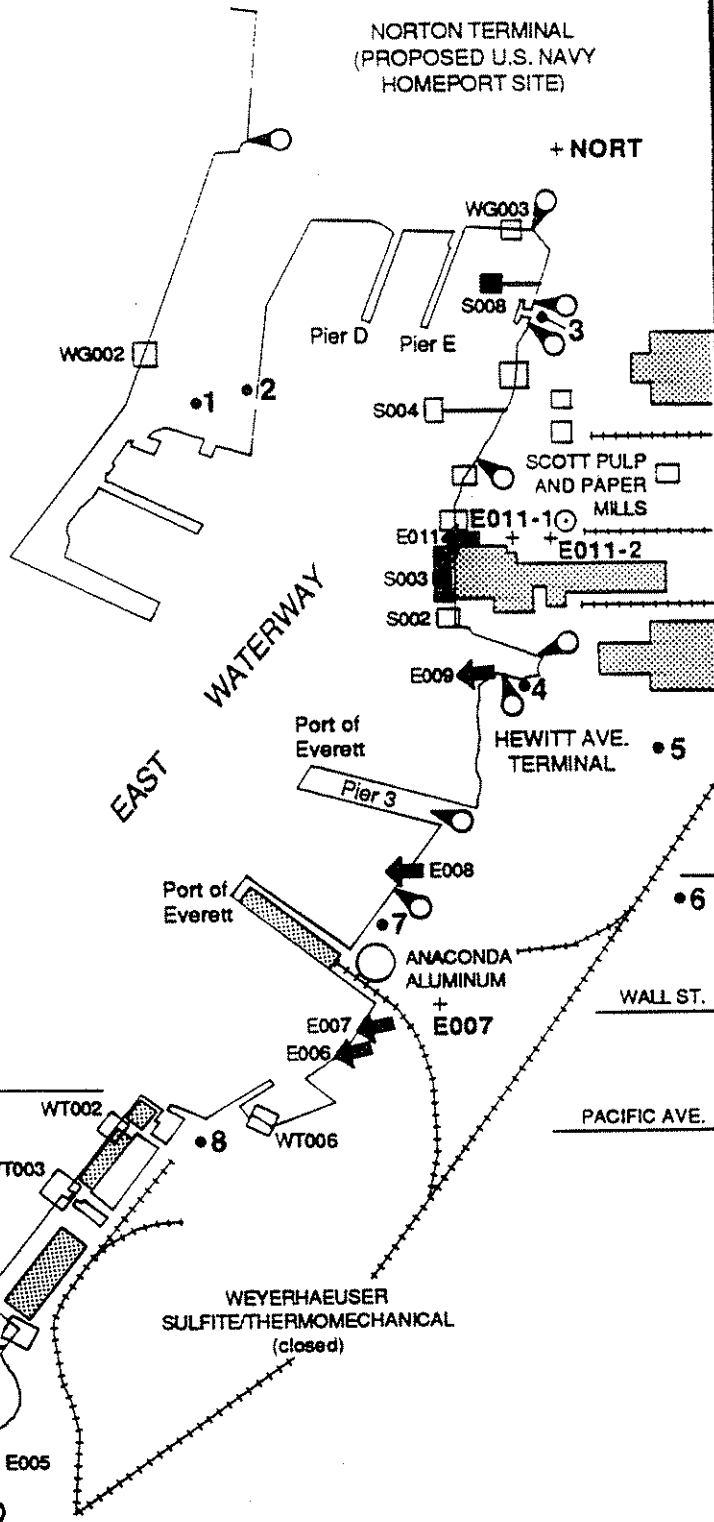 NORTON TERMINAL
(PROPOSED U.S. NAVY
HOMEPORT SITE)
+ NORT
WG003
S008
3
Pier D
Pier E
WG002
1
2
S004
SCOTT PULP
AND PAPER
MILLS
E011
E011-1
E011-2
S003
S002
EAST WATERWAY
E009
4
HEWITT AVE.
TERMINAL
5
Port of
Everett
Pier 3
E008
6
Port of
Everett
7
ANACONDA
ALUMINUM
+
E007
WALL ST.
E007
E006
PACIFIC AVE.
WT002
8
WT006
T003
WEYERHAEUSER
SULFITE/THERMOMECHANICAL
(closed)
E005